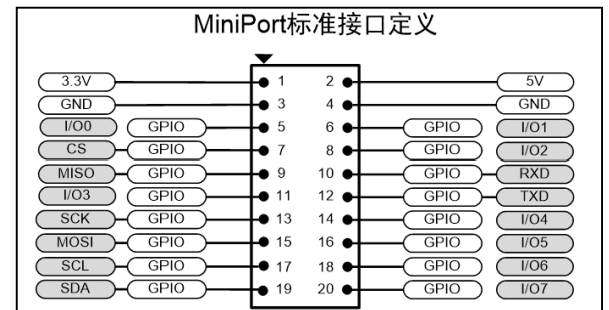 MiniPort标准接口定义
3.3V 1 2 5V
GND 3 4 GND
I/O0 GPIO 5 6 GPIO I/O1
CS GPIO 7 8 GPIO I/O2
MISO GPIO 9 10 GPIO RXD
I/O3 GPIO 11 12 GPIO TXD
SCK GPIO 13 14 GPIO I/O4
MOSI GPIO 15 16 GPIO I/O5
SCL GPIO 17 18 GPIO I/O6
SDA GPIO 19 20 GPIO I/O7